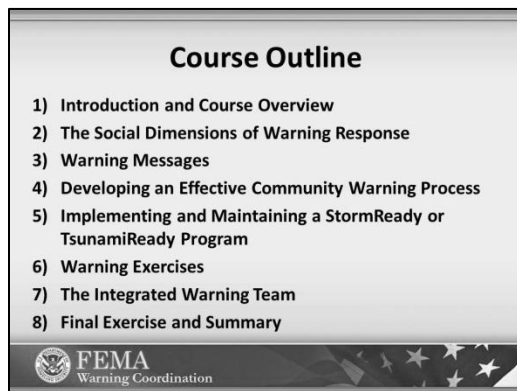 Course Outline
1) Introduction and Course Overview
2) The Social Dimensions of Warning Response
3) Warning Messages
4) Developing an Effective Community Warning Process
5) Implementing and Maintaining a StormReady or
TsunamiReady Program
6) Warning Exercises
7) The Integrated Warning Team
8) Final Exercise and Summary
FEMA
Warning Coordination